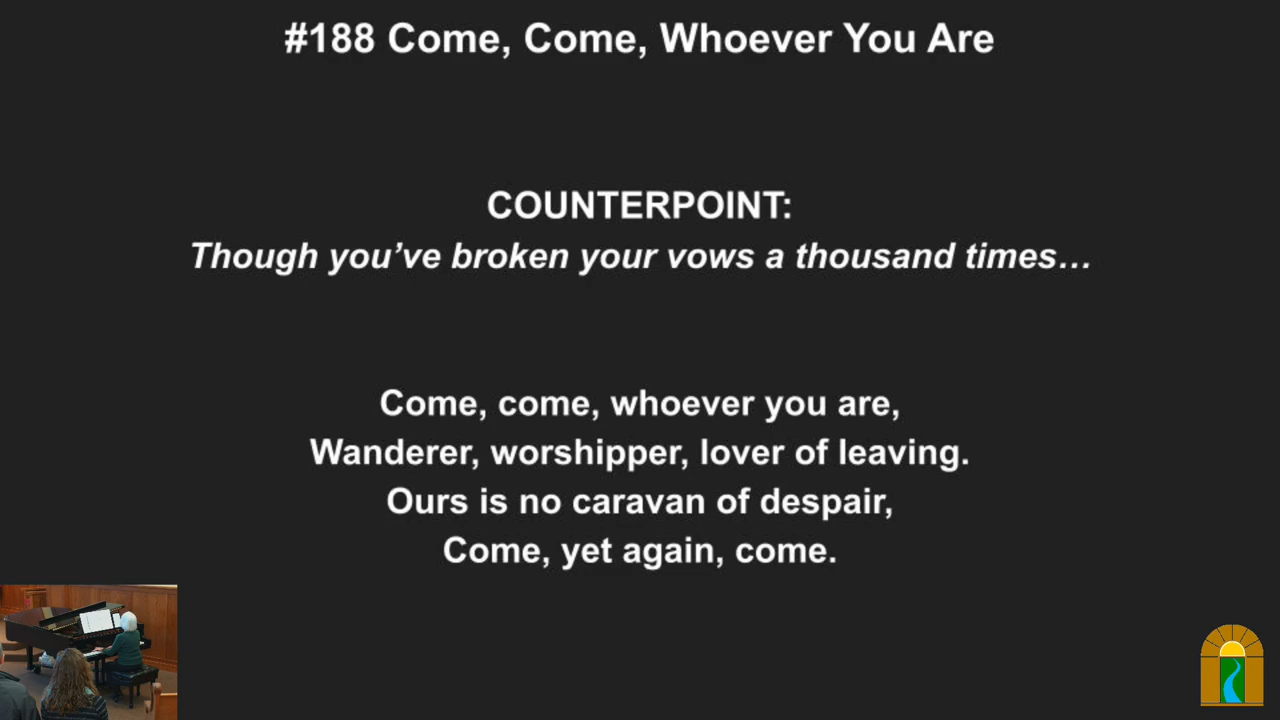 #188 Come, Come, Whoever You Are
COUNTERPOINT:
Though you’ve broken your vows a thousand times…
Come, come, whoever you are,
Wanderer, worshipper, lover of leaving.
Ours is no caravan of despair,
Come, yet again, come.